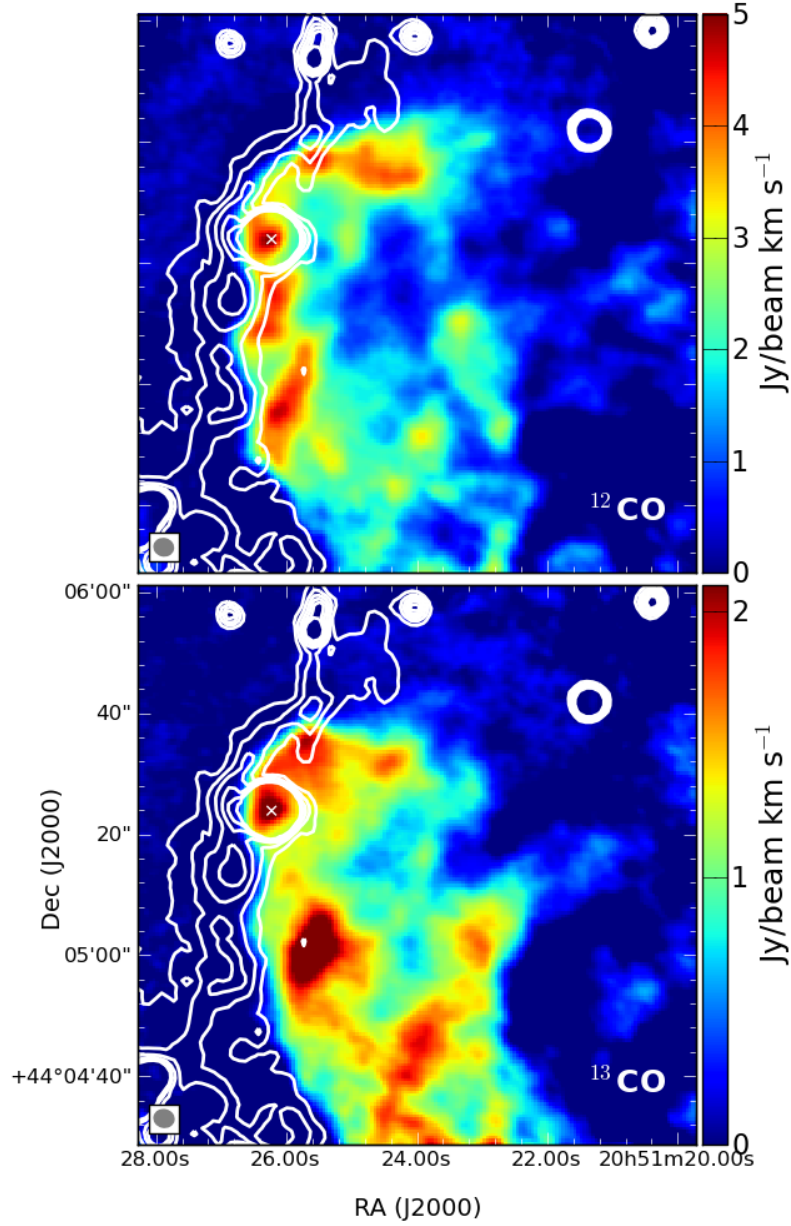 5
4
3
2
1
0
Jy/beam km s⁻¹
¹²CO
06'00"
40"
20"
05'00"
+44°04'40"
Dec (J2000)
2
1
0
Jy/beam km s⁻¹
¹³CO
28.00s 26.00s 24.00s 22.00s 20h51m20.00s
RA (J2000)